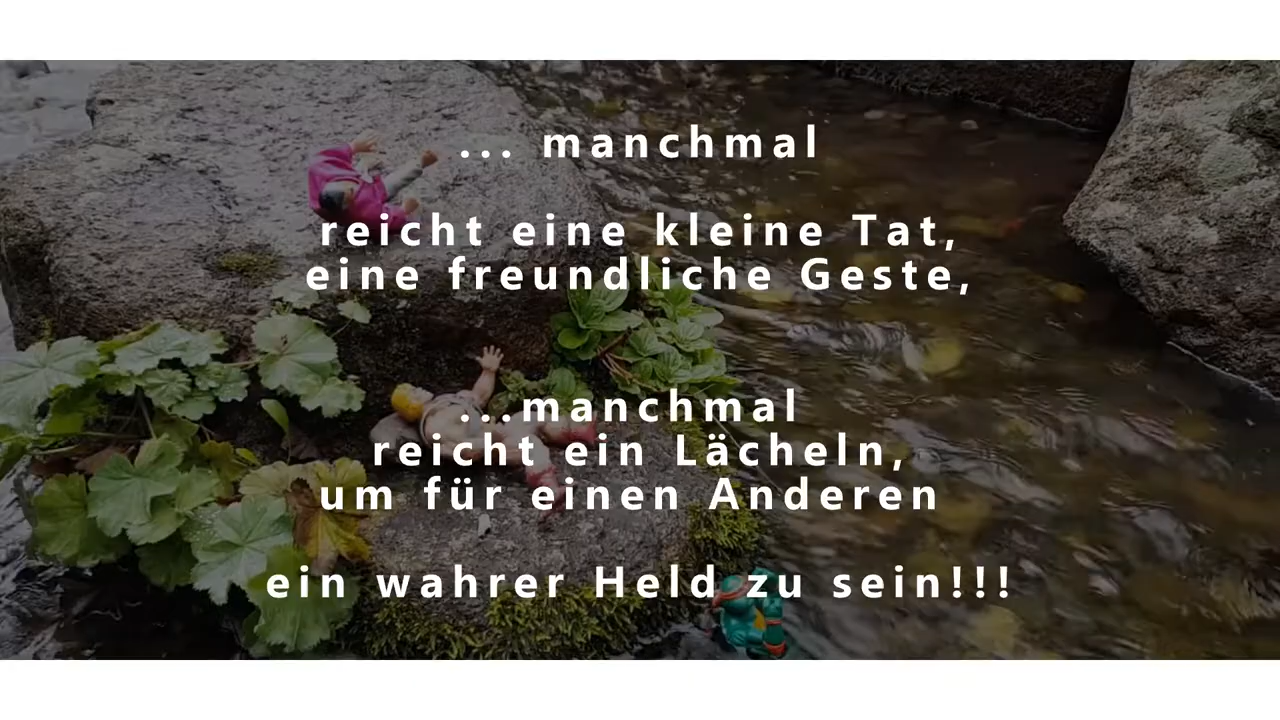 ... manchmal
reicht eine kleine Tat,
eine freundliche Geste,
...manchmal
reicht ein Lächeln,
um für einen Anderen
ein wahrer Held zu sein!!!